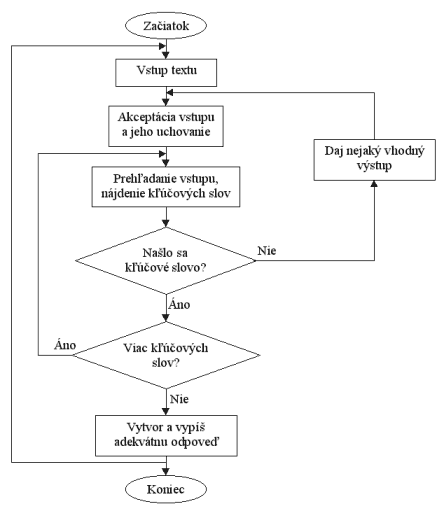 Začiatok
Vstup textu
Akceptácia vstupu
a jeho uchovanie
Daj nejaký vhodný
výstup
Prehľadanie vstupu,
nájdenie kľúčových slov
Našlo sa
kľúčové slovo?
Nie
Áno
Áno
Viac kľúčových
slov?
Nie
Vytvor a vypíš
adekvátnu odpoveď
Koniec